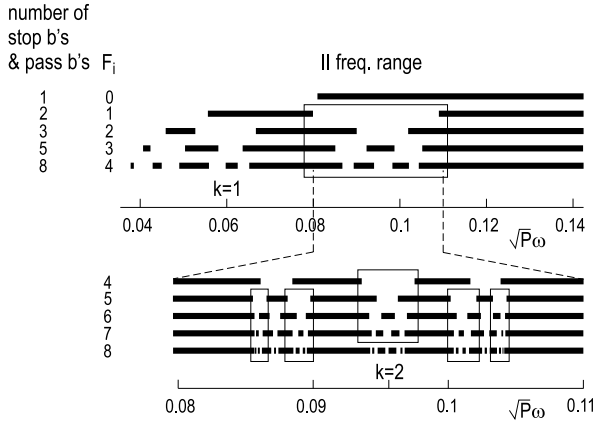 number of
stop b's
& pass b's F_i
II freq. range
1 0
2 1
3 2
5 3
8 4
k=1
0.04 0.06 0.08 0.1 0.12 0.14
√Pω
4
5
6
7
8
k=2
0.08 0.09 0.1 0.11
√Pω